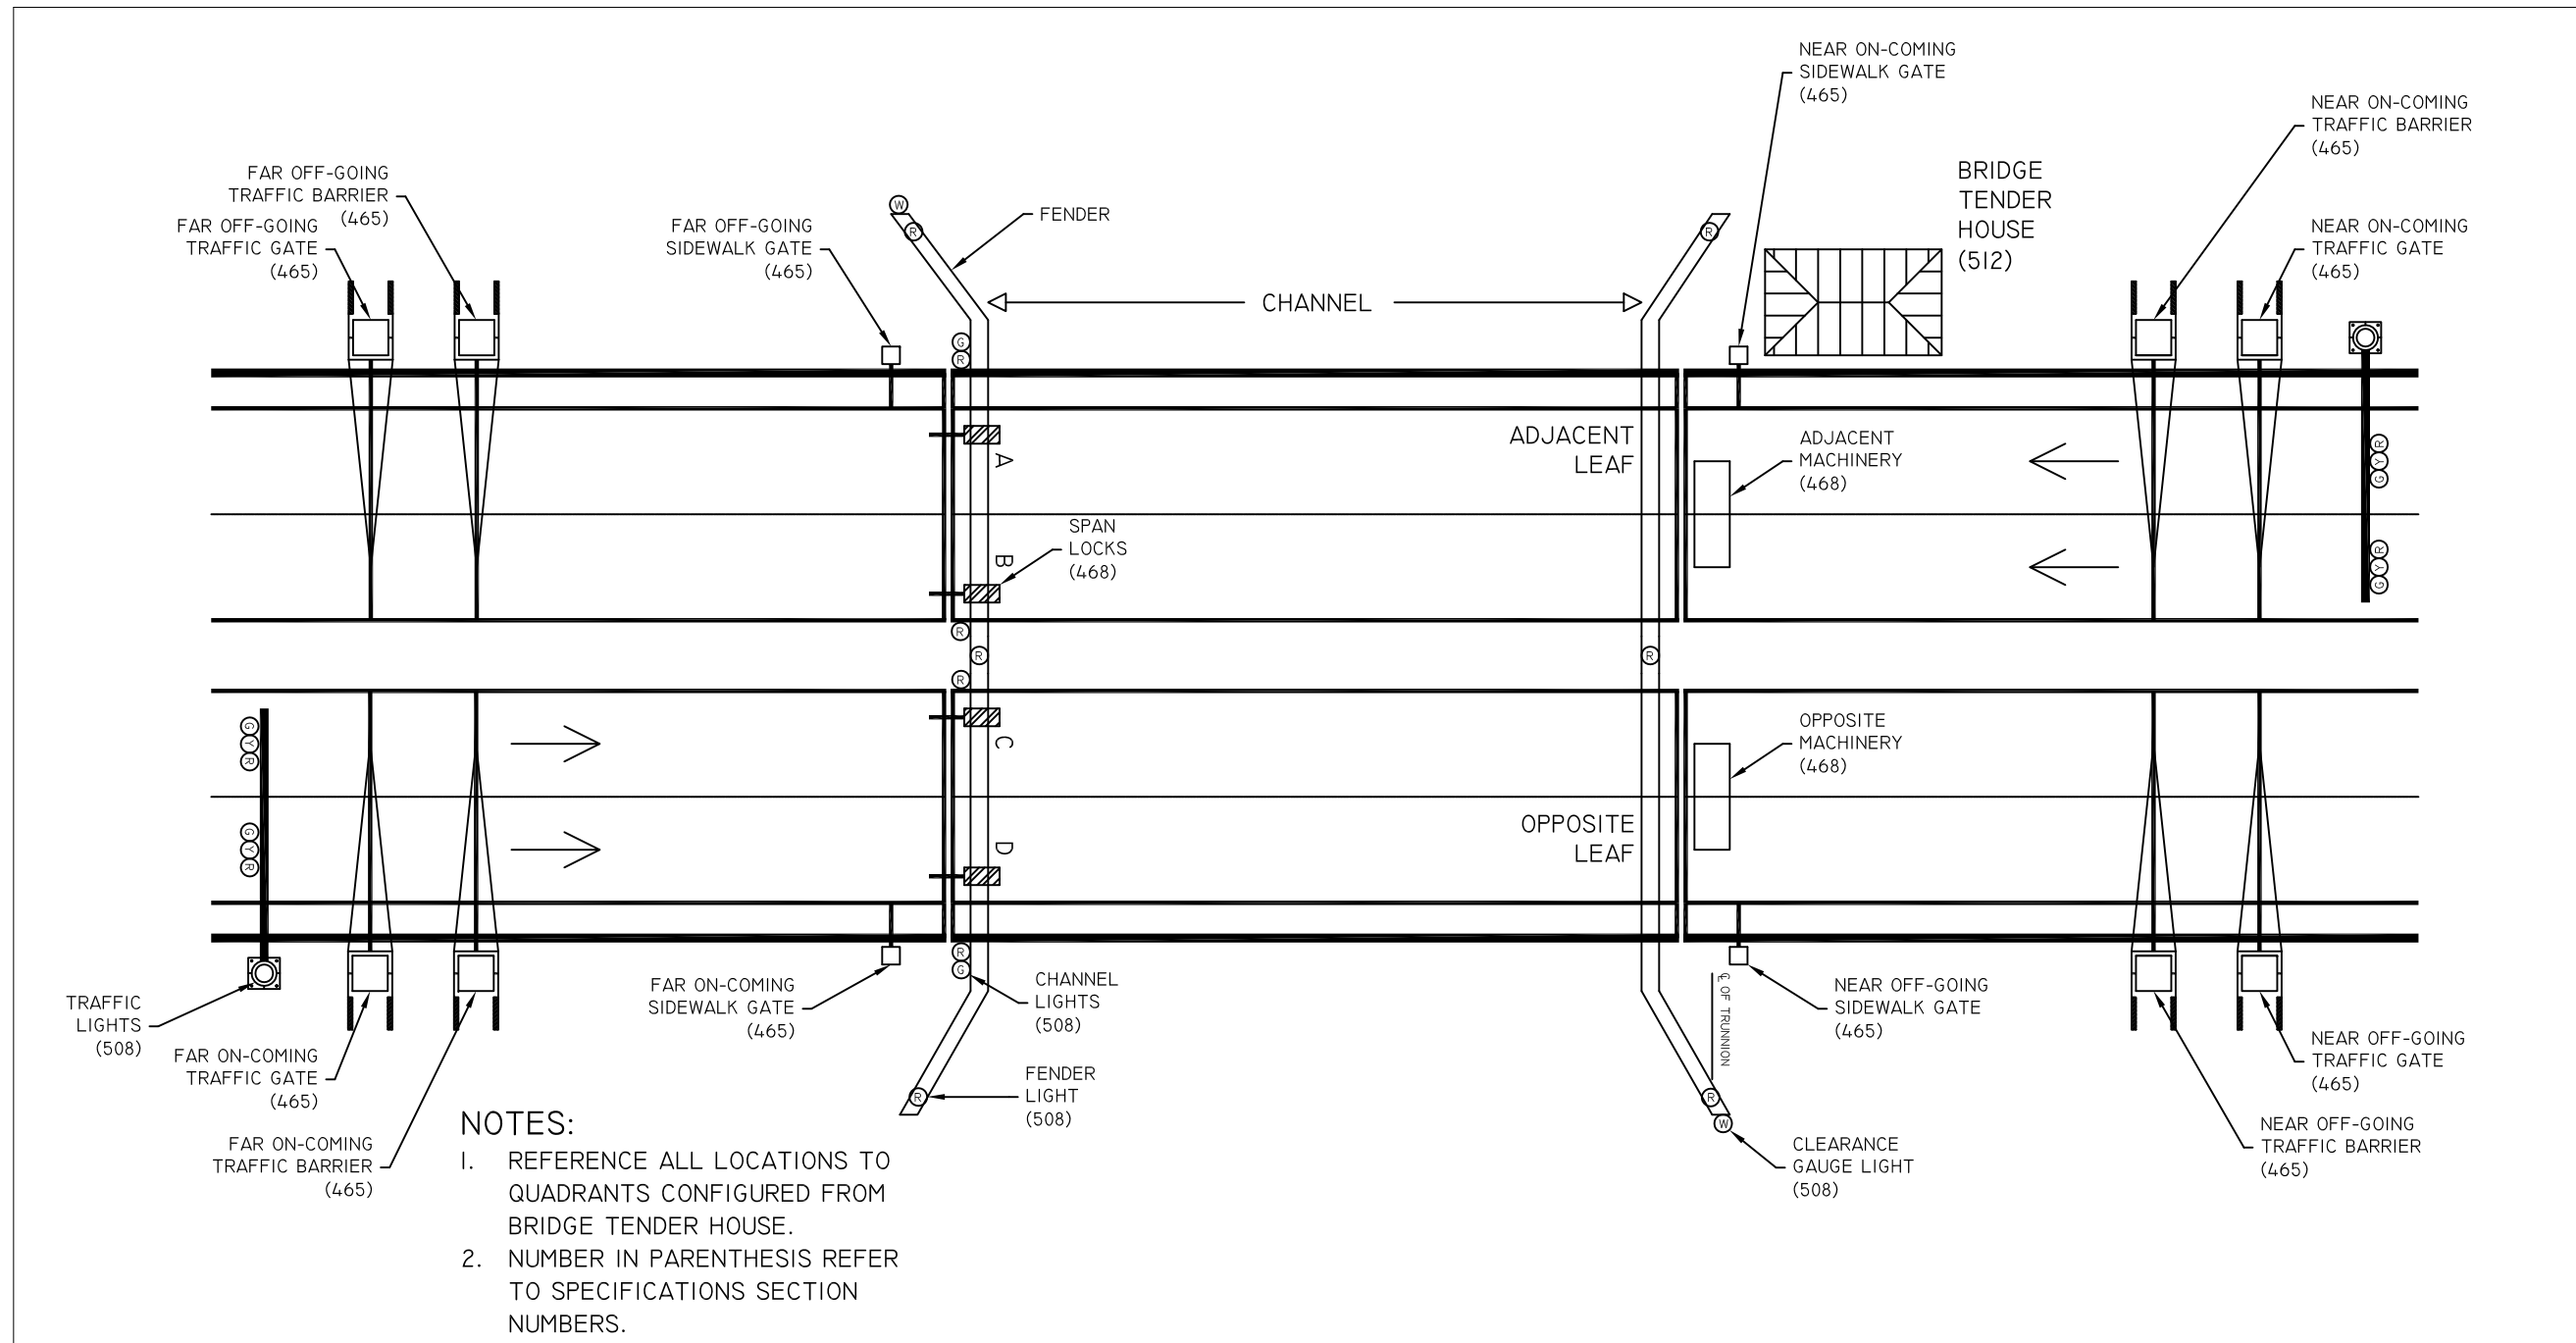 NEAR ON-COMING
SIDEWALK GATE
(465)
NEAR ON-COMING
TRAFFIC BARRIER
(465)
FAR OFF-GOING
TRAFFIC BARRIER
(465)
FAR OFF-GOING
TRAFFIC GATE
(465)
FAR OFF-GOING
SIDEWALK GATE
(465)
W
R
FENDER
R
BRIDGE
TENDER
HOUSE
(512)
NEAR ON-COMING
TRAFFIC GATE
(465)
CHANNEL
G
R
A
ADJACENT
LEAF
ADJACENT
MACHINERY
(468)
R
Y
G
B
SPAN
LOCKS
(468)
R
Y
G
R
R
R
R
G
Y
R
C
OPPOSITE
MACHINERY
(468)
G
Y
R
D
OPPOSITE
LEAF
R
G
CHANNEL
LIGHTS
(508)
FAR ON-COMING
SIDEWALK GATE
(465)
TRAFFIC
LIGHTS
(508)
FAR ON-COMING
TRAFFIC GATE
(465)
FAR ON-COMING
TRAFFIC BARRIER
(465)
R
FENDER
LIGHT
(508)
℄ OF TRUNNION
R
W
NEAR OFF-GOING
SIDEWALK GATE
(465)
CLEARANCE
GAUGE LIGHT
(508)
NEAR OFF-GOING
TRAFFIC GATE
(465)
NEAR OFF-GOING
TRAFFIC BARRIER
(465)
NOTES:
1. REFERENCE ALL LOCATIONS TO
QUADRANTS CONFIGURED FROM
BRIDGE TENDER HOUSE.
2. NUMBER IN PARENTHESIS REFER
TO SPECIFICATIONS SECTION
NUMBERS.